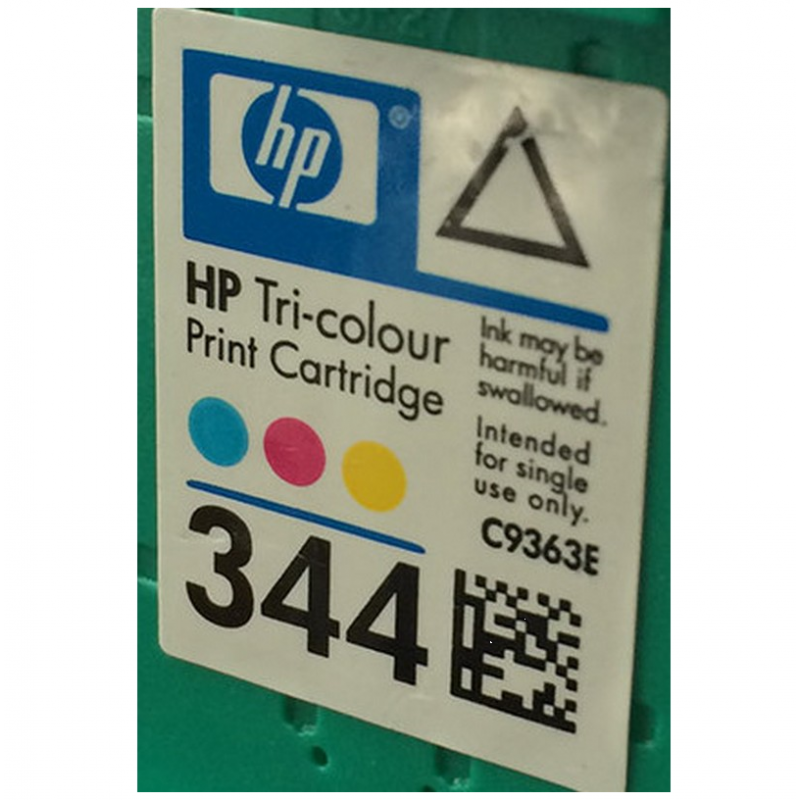 hp®
HP Tri-colour
Print Cartridge
344
Ink may be
harmful if
swallowed.
Intended
for single
use only.
C9363E